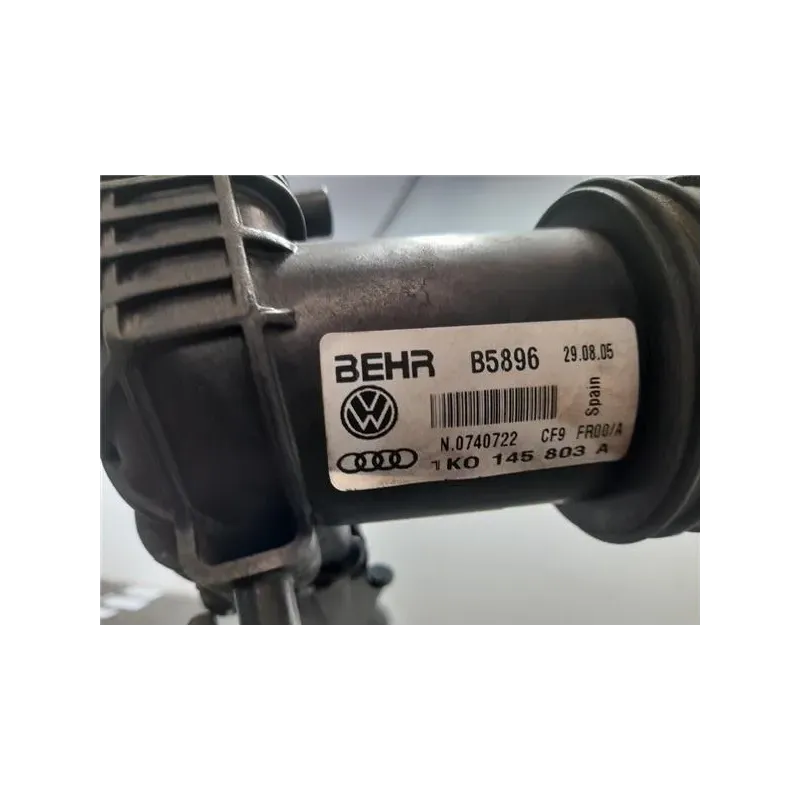 BEHR B5896 29.08.05
Spain
N.0740722 CF9 FR00/A
1K0 145 803 A